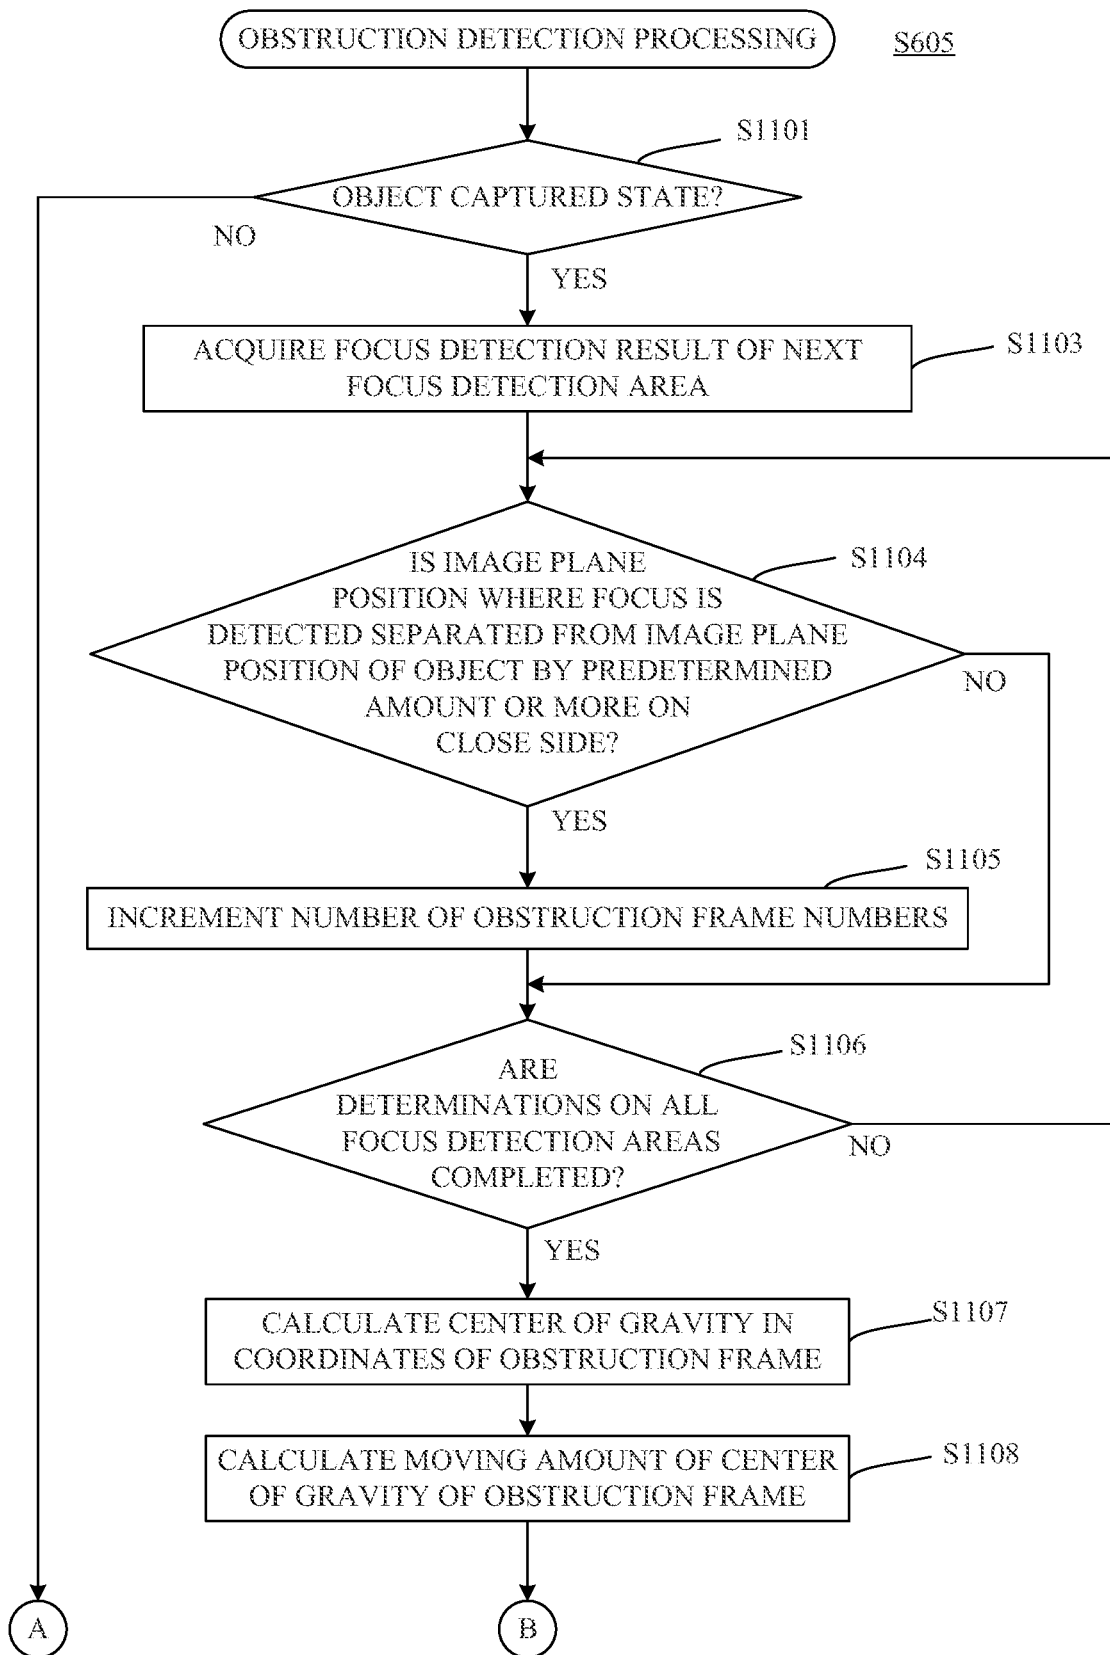 OBSTRUCTION DETECTION PROCESSING
S605
S1101
OBJECT CAPTURED STATE?
NO
YES
ACQUIRE FOCUS DETECTION RESULT OF NEXT
FOCUS DETECTION AREA
S1103
S1104
IS IMAGE PLANE
POSITION WHERE FOCUS IS
DETECTED SEPARATED FROM IMAGE PLANE
POSITION OF OBJECT BY PREDETERMINED
AMOUNT OR MORE ON
CLOSE SIDE?
NO
YES
S1105
INCREMENT NUMBER OF OBSTRUCTION FRAME NUMBERS
S1106
ARE
DETERMINATIONS ON ALL
FOCUS DETECTION AREAS
COMPLETED?
NO
YES
CALCULATE CENTER OF GRAVITY IN
COORDINATES OF OBSTRUCTION FRAME
S1107
CALCULATE MOVING AMOUNT OF CENTER
OF GRAVITY OF OBSTRUCTION FRAME
S1108
A
B